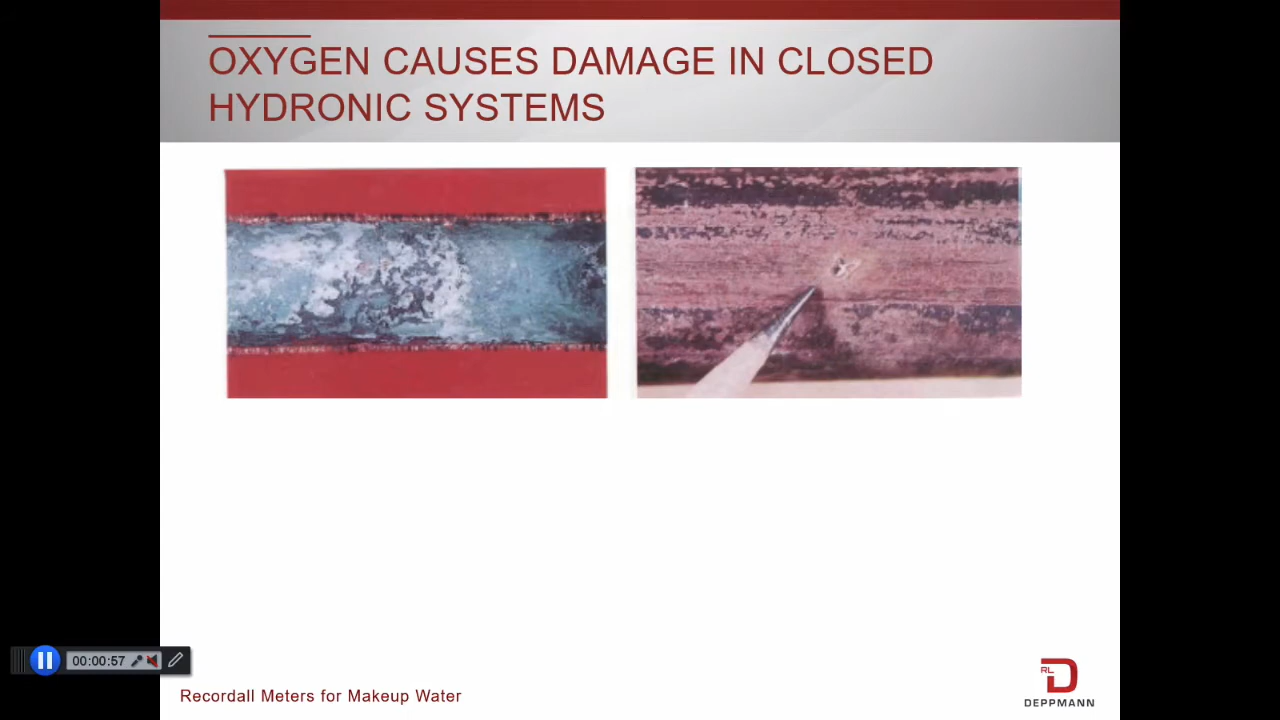 OXYGEN CAUSES DAMAGE IN CLOSED
HYDRONIC SYSTEMS
00:00:57
Recordall Meters for Makeup Water
RL
DEPPMANN